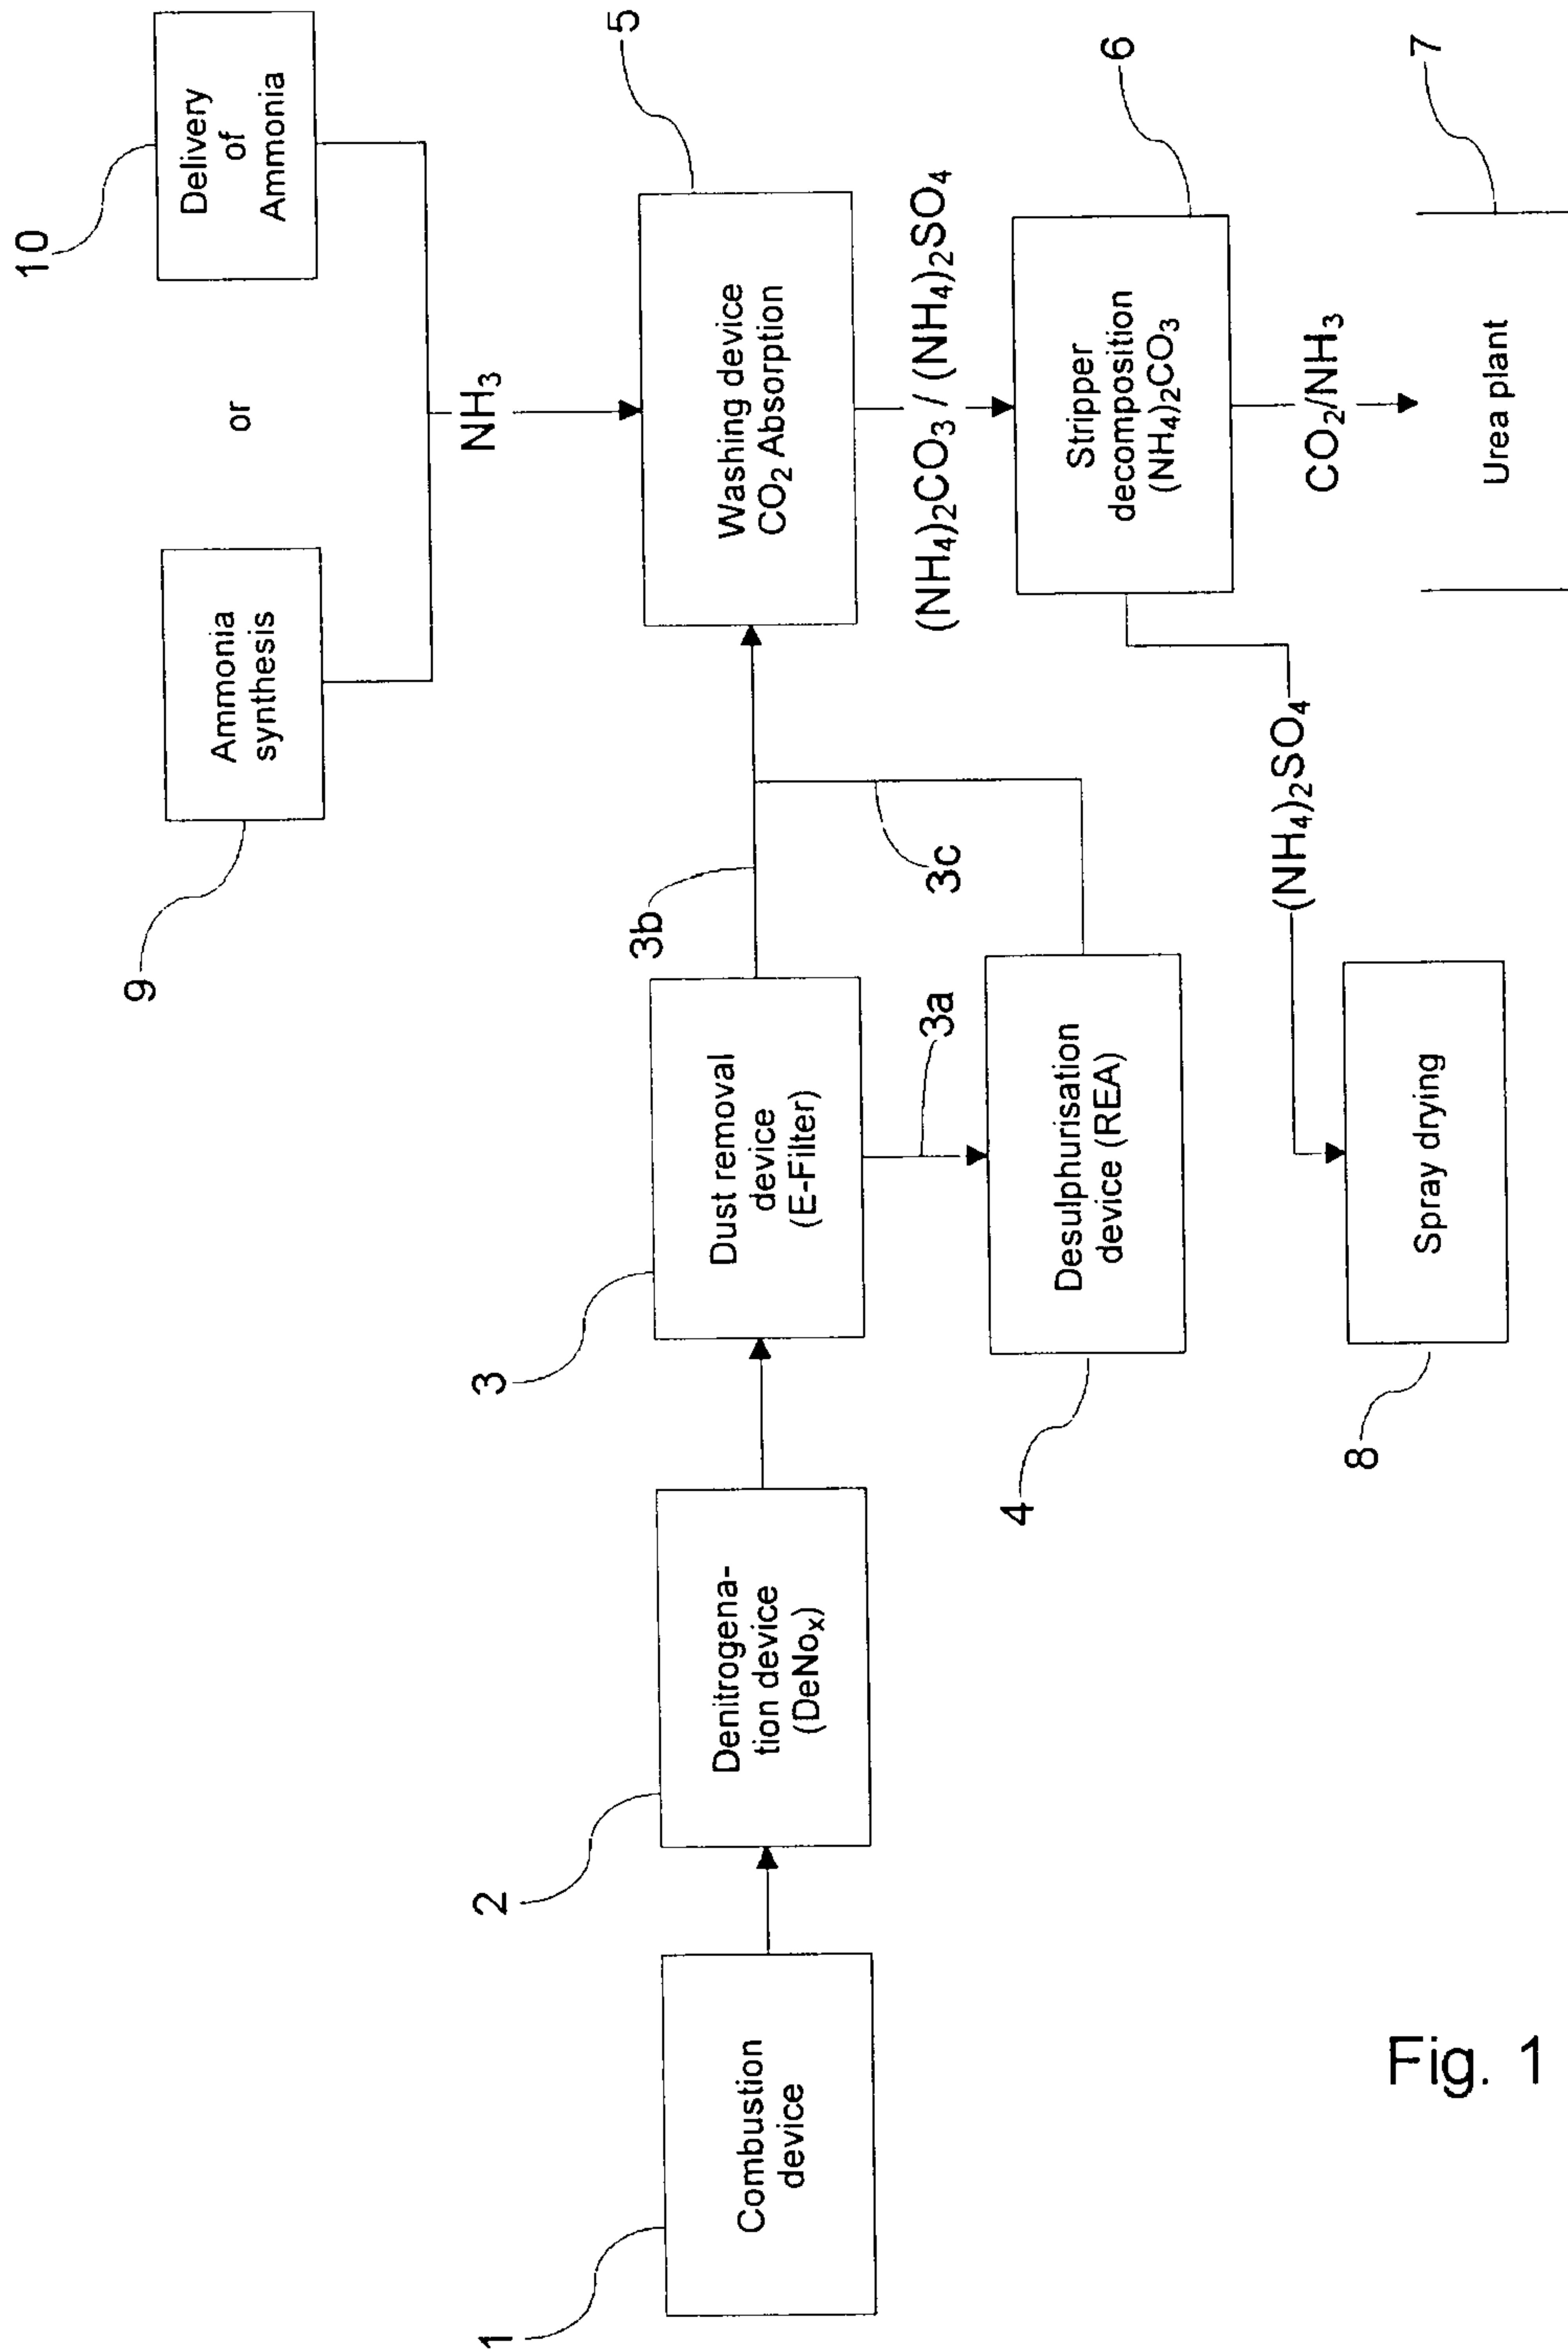 10
Delivery
of
Ammonia
or
9
Ammonia
synthesis
NH3
5
Washing device
CO2 Absorption
3b
3c
3
Dust removal
device
(E-Filter)
3a
2
Denitrogena-
tion device
(DeNox)
1
Combustion
device
(NH4)2CO3 / (NH4)2SO4
4
Desulphurisation
device (REA)
6
Stripper
decomposition
(NH4)2CO3
CO2/NH3
(NH4)2SO4
7
Urea plant
8
Spray drying
Fig. 1